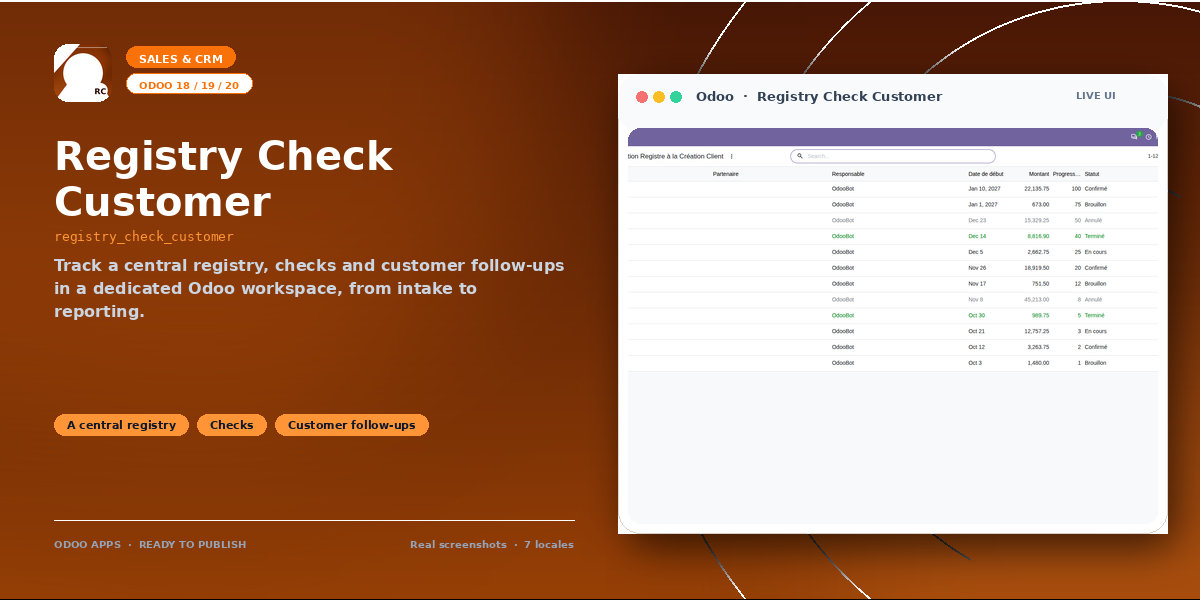 RC
SALES & CRM
ODOO 18 / 19 / 20
Registry Check
Customer
registry_check_customer
Track a central registry, checks and customer follow-ups
in a dedicated Odoo workspace, from intake to
reporting.
A central registry Checks Customer follow-ups
ODOO APPS · READY TO PUBLISH Real screenshots · 7 locales
Odoo · Registry Check Customer LIVE UI
tion Registre à la Création Client Search... 1-12
Partenaire Responsable Date de début Montant Progress... Statut
OdooBot Jan 10, 2027 22,135.75 100 Confirmé
OdooBot Jan 1, 2027 673.00 75 Brouillon
OdooBot Dec 23 15,329.25 50 Annulé
OdooBot Dec 14 8,816.90 40 Terminé
OdooBot Dec 5 2,662.75 25 En cours
OdooBot Nov 26 18,919.50 20 Confirmé
OdooBot Nov 17 751.50 12 Brouillon
OdooBot Nov 8 45,213.00 8 Annulé
OdooBot Oct 30 989.75 5 Terminé
OdooBot Oct 21 12,757.25 3 En cours
OdooBot Oct 12 3,263.75 2 Confirmé
OdooBot Oct 3 1,480.00 1 Brouillon